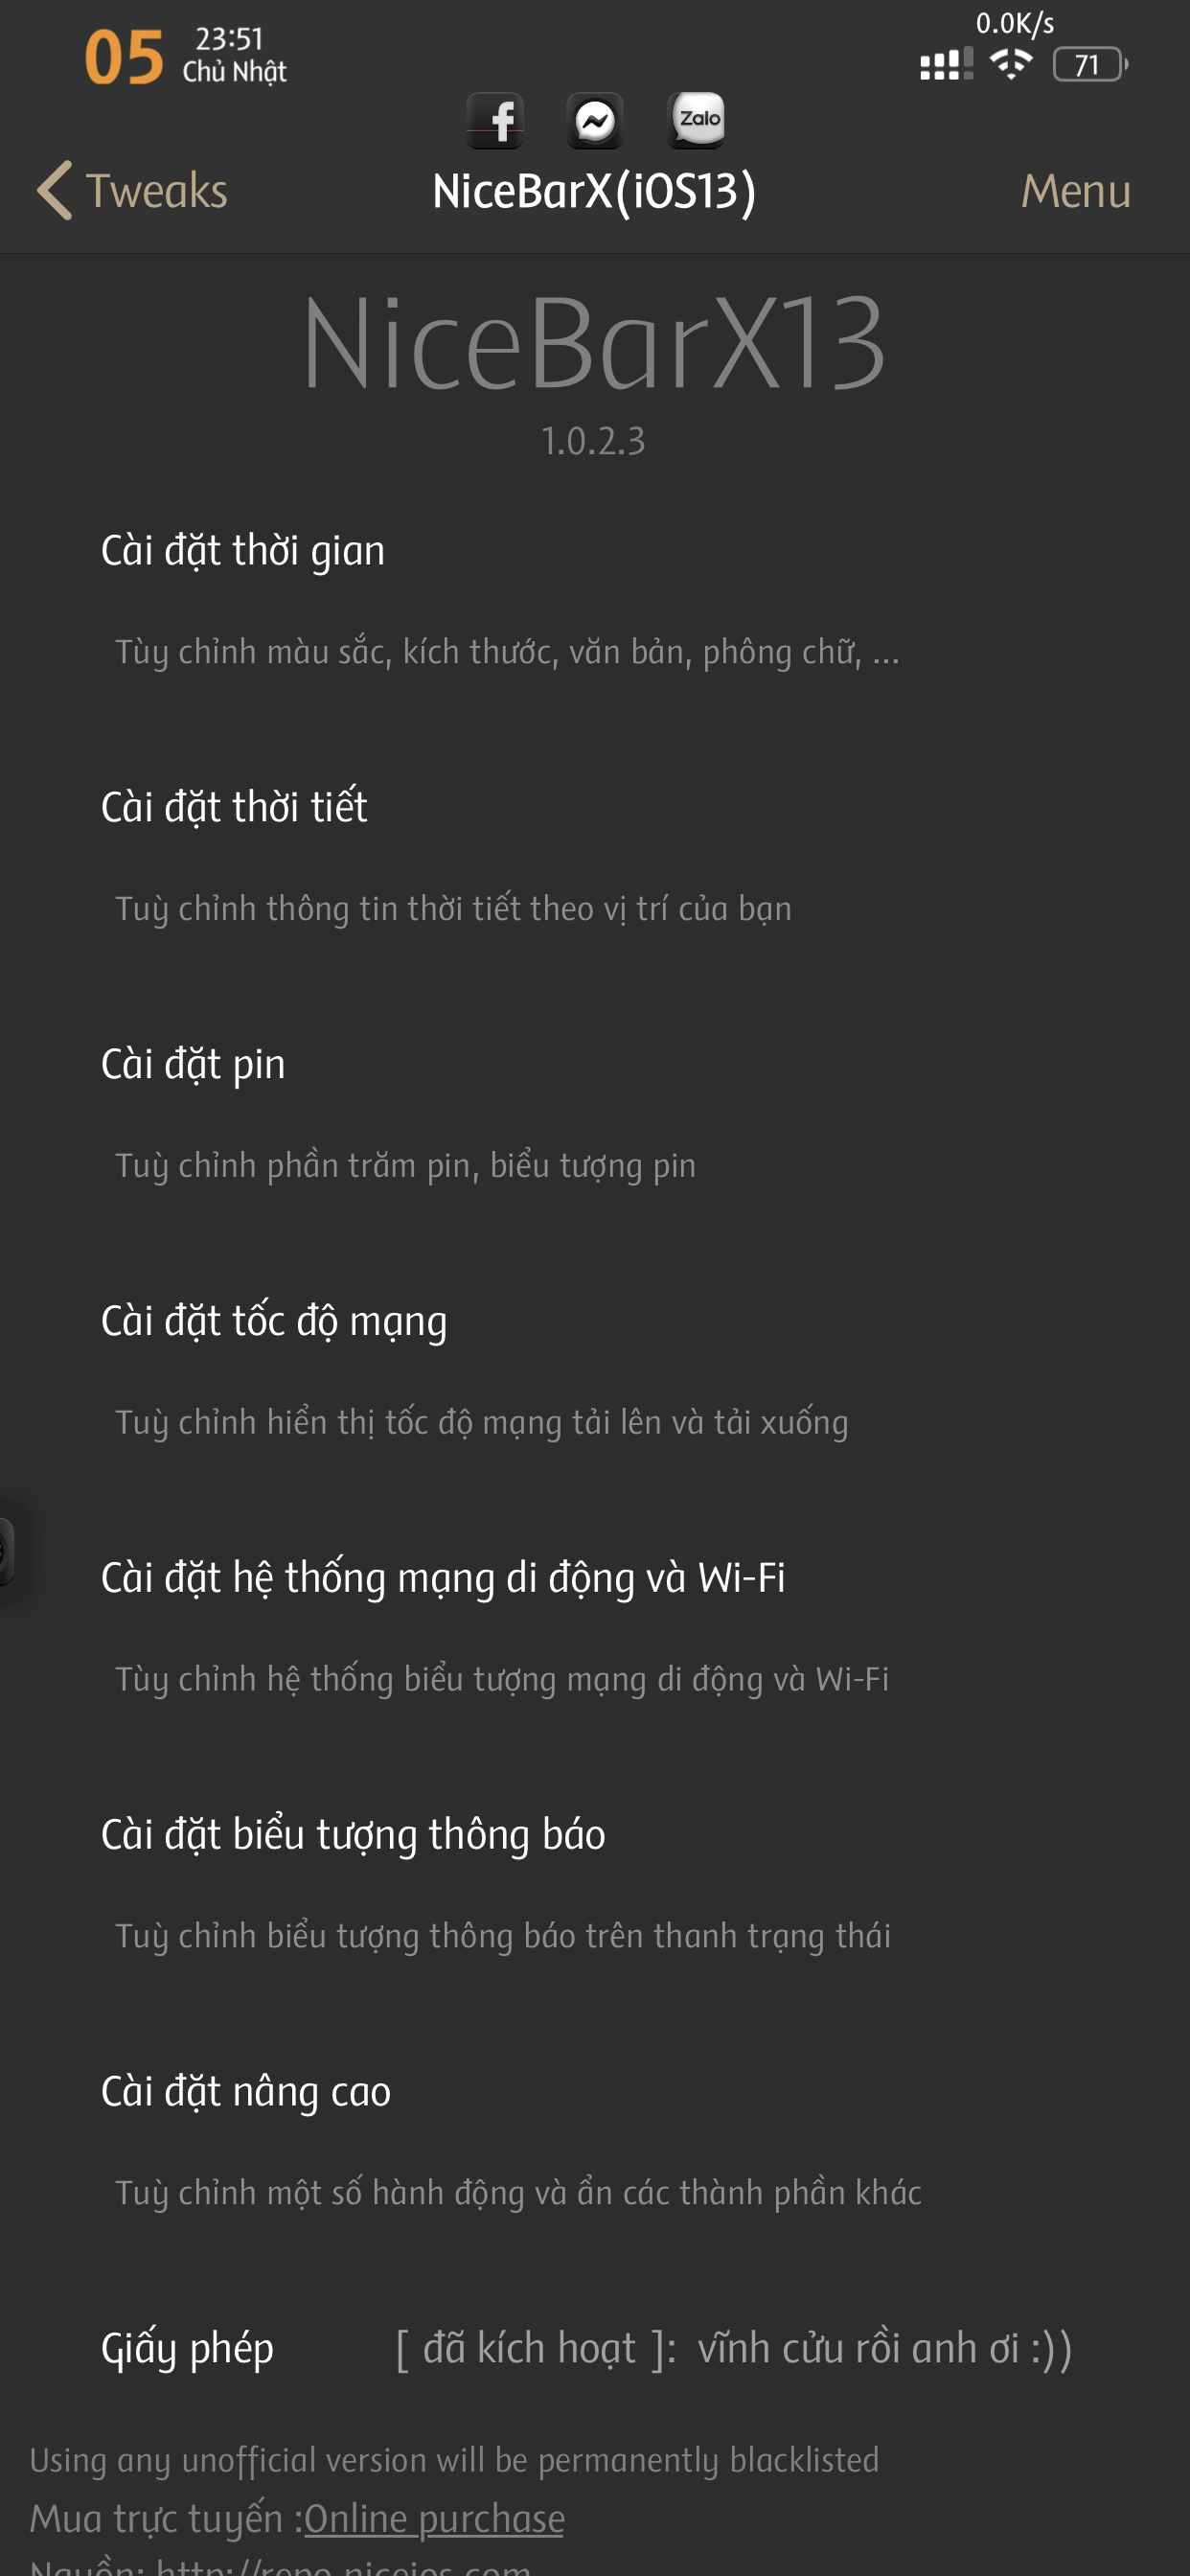 0.0K/s
05
23:51
Chủ Nhật
71
f
Zalo
Tweaks
NiceBarX(iOS13)
Menu
NiceBarX13
1.0.2.3
Cài đặt thời gian
Tùy chỉnh màu sắc, kích thước, văn bản, phông chữ, ...
Cài đặt thời tiết
Tuỳ chỉnh thông tin thời tiết theo vị trí của bạn
Cài đặt pin
Tuỳ chỉnh phần trăm pin, biểu tượng pin
Cài đặt tốc độ mạng
Tuỳ chỉnh hiển thị tốc độ mạng tải lên và tải xuống
Cài đặt hệ thống mạng di động và Wi-Fi
Tùy chỉnh hệ thống biểu tượng mạng di động và Wi-Fi
Cài đặt biểu tượng thông báo
Tuỳ chỉnh biểu tượng thông báo trên thanh trạng thái
Cài đặt nâng cao
Tuỳ chỉnh một số hành động và ẩn các thành phần khác
Giấy phép [ đã kích hoạt ]: vĩnh cửu rồi anh ơi :))
Using any unofficial version will be permanently blacklisted
Mua trực tuyến :Online purchase
Nguồn: http://repo.niceios.com